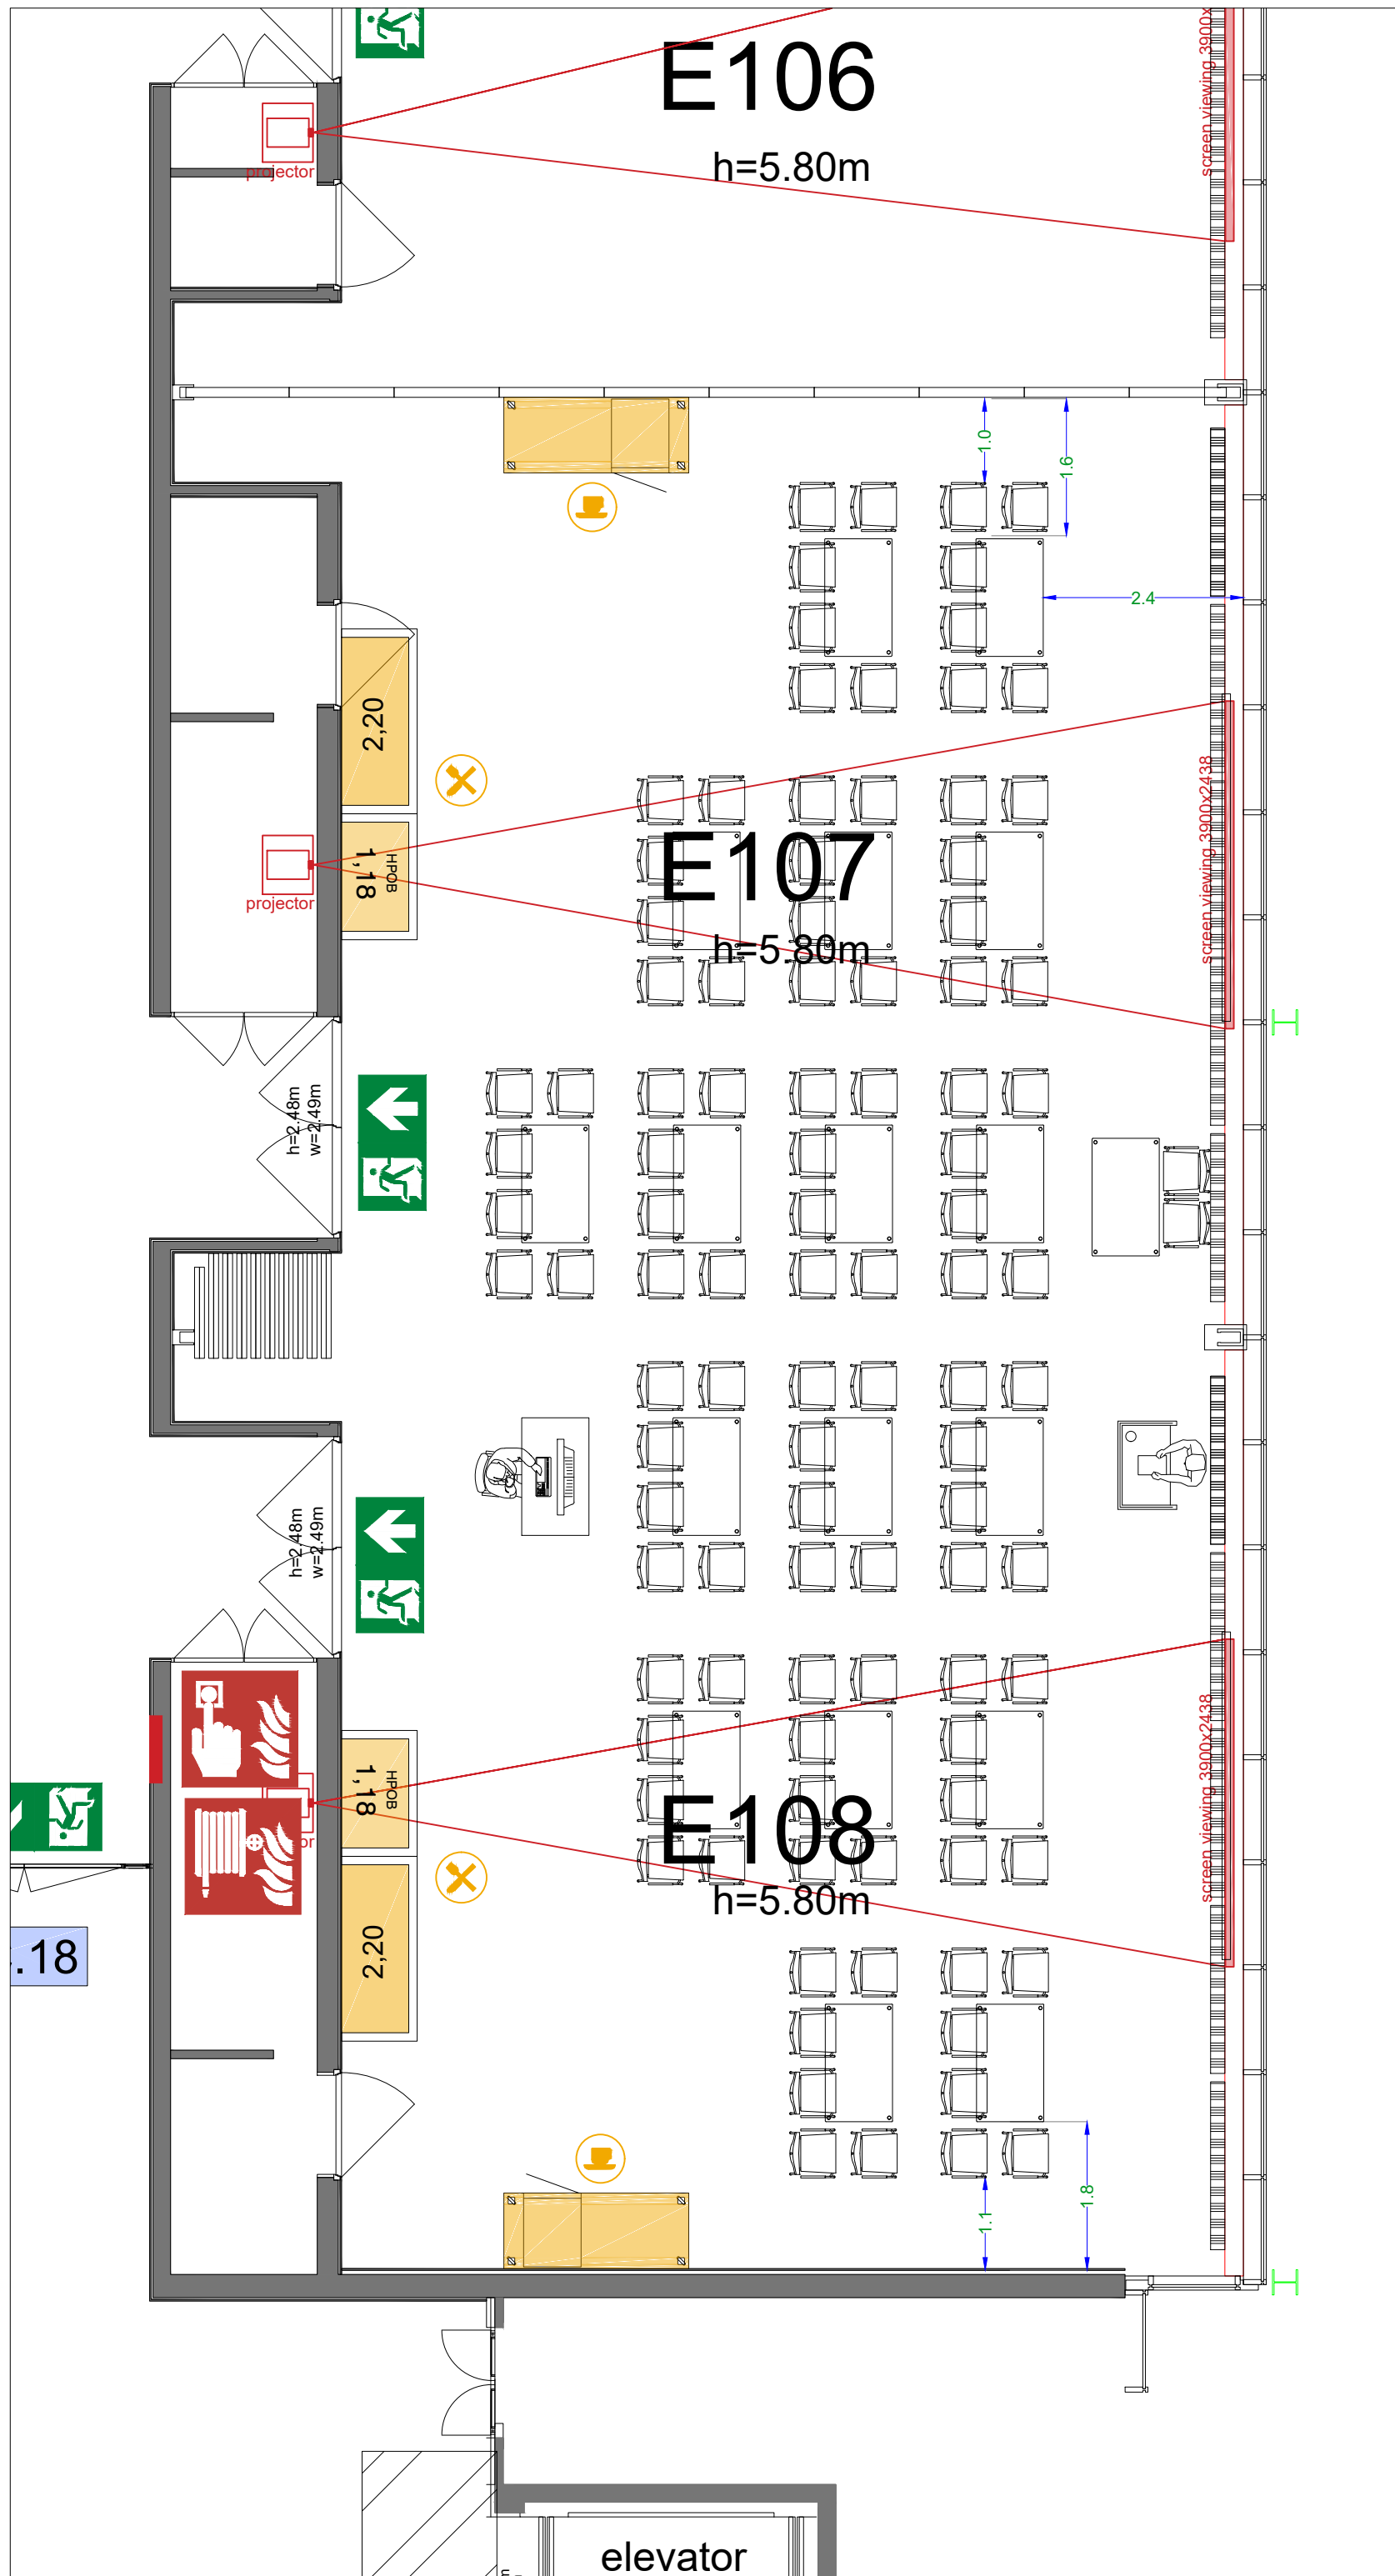 E106
h=5.80m
projector
screen viewing 3900x
1.0
1.6
2.4
2,20
HPOB
1,18
E107
h=5.80m
projector
screen viewing 3900x2438
h=2.48m
w=2.49m
h=2.48m
w=2.49m
HPOB
1,18
2,20
E108
h=5.80m
screen viewing 3900x2438
.18
1.8
1.1
elevator